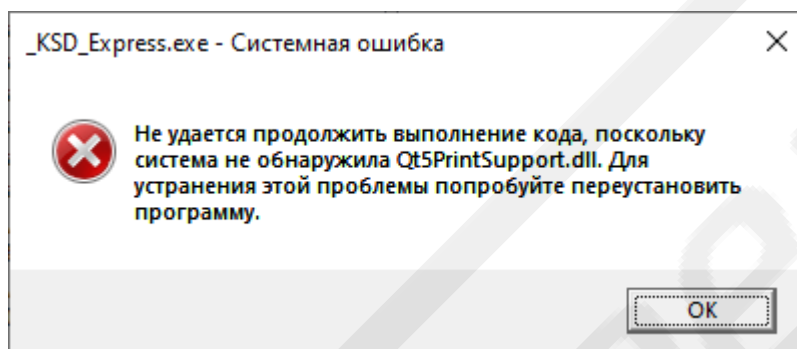 _KSD_Express.exe - Системная ошибка
Не удается продолжить выполнение кода, поскольку
система не обнаружила Qt5PrintSupport.dll. Для
устранения этой проблемы попробуйте переустановить
программу.
OK